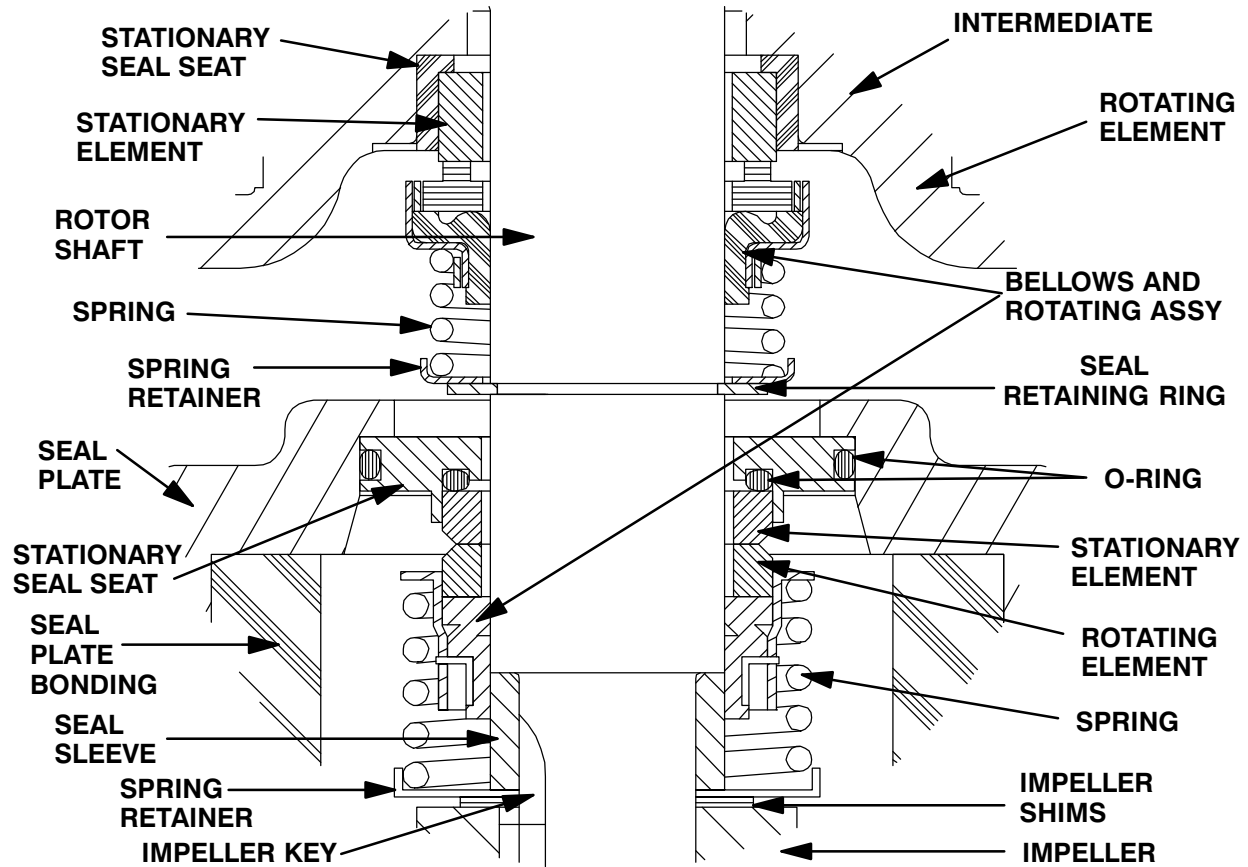 STATIONARY
SEAL SEAT
STATIONARY
ELEMENT
ROTOR
SHAFT
SPRING
SPRING
RETAINER
SEAL
PLATE
STATIONARY
SEAL SEAT
SEAL
PLATE
BONDING
SEAL
SLEEVE
SPRING
RETAINER
IMPELLER KEY
INTERMEDIATE
ROTATING
ELEMENT
BELLOWS AND
ROTATING ASSY
SEAL
RETAINING RING
O-RING
STATIONARY
ELEMENT
ROTATING
ELEMENT
SPRING
IMPELLER
SHIMS
IMPELLER